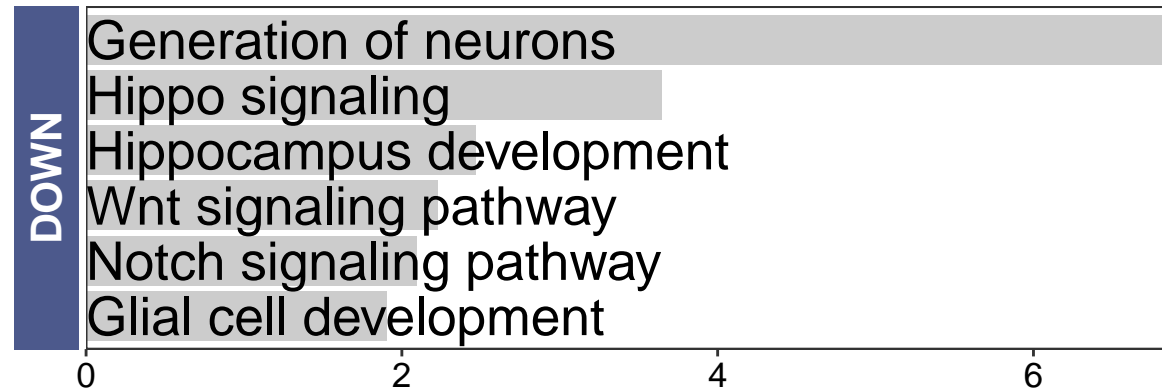 DOWN
Generation of neurons
Hippo signaling
Hippocampus development
Wnt signaling pathway
Notch signaling pathway
Glial cell development
0 2 4 6